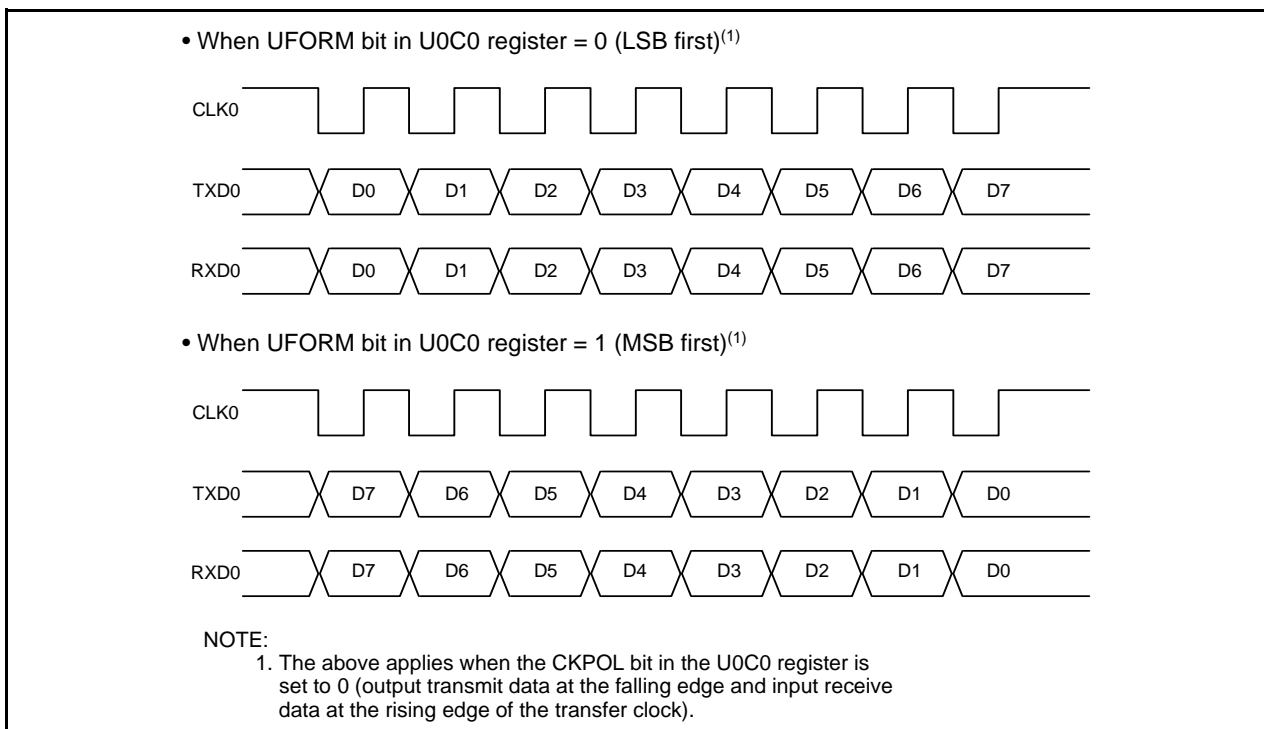 • When UFORM bit in U0C0 register = 0 (LSB first)(1)
CLK0
TXD0 D0 D1 D2 D3 D4 D5 D6 D7
RXD0 D0 D1 D2 D3 D4 D5 D6 D7
• When UFORM bit in U0C0 register = 1 (MSB first)(1)
CLK0
TXD0 D7 D6 D5 D4 D3 D2 D1 D0
RXD0 D7 D6 D5 D4 D3 D2 D1 D0
NOTE:
1. The above applies when the CKPOL bit in the U0C0 register is
set to 0 (output transmit data at the falling edge and input receive
data at the rising edge of the transfer clock).